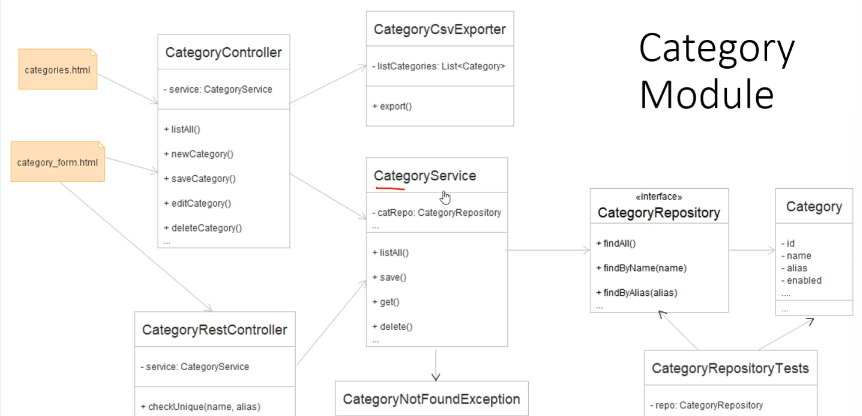 Category
Module
categories.html
category_form.html
CategoryController
- service: CategoryService
+ listAll()
+ newCategory()
+ saveCategory()
+ editCategory()
+ deleteCategory()
...
CategoryCsvExporter
- listCategories: List<Category>
+ export()
CategoryService
- catRepo: CategoryRepository
...
+ listAll()
+ save()
+ get()
+ delete()
...
«interface»
CategoryRepository
+ findAll()
+ findByName(name)
+ findByAlias(alias)
...
Category
- id
- name
- alias
- enabled
....
...
CategoryRestController
- service: CategoryService
+ checkUnique(name, alias)
CategoryNotFoundException
CategoryRepositoryTests
- repo: CategoryRepository